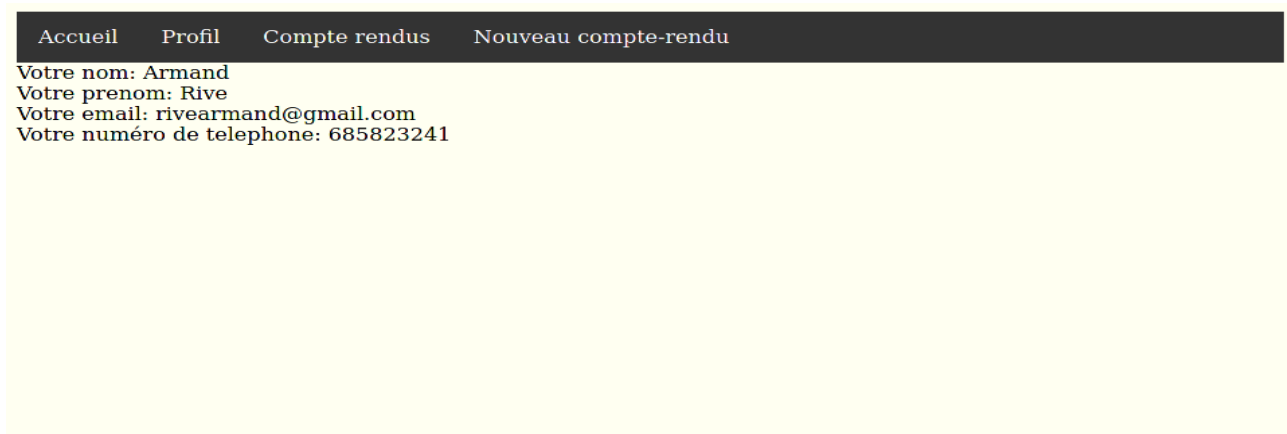 Accueil Profil Compte rendus Nouveau compte-rendu
Votre nom: Armand
Votre prenom: Rive
Votre email: rivearmand@gmail.com
Votre numéro de telephone: 685823241